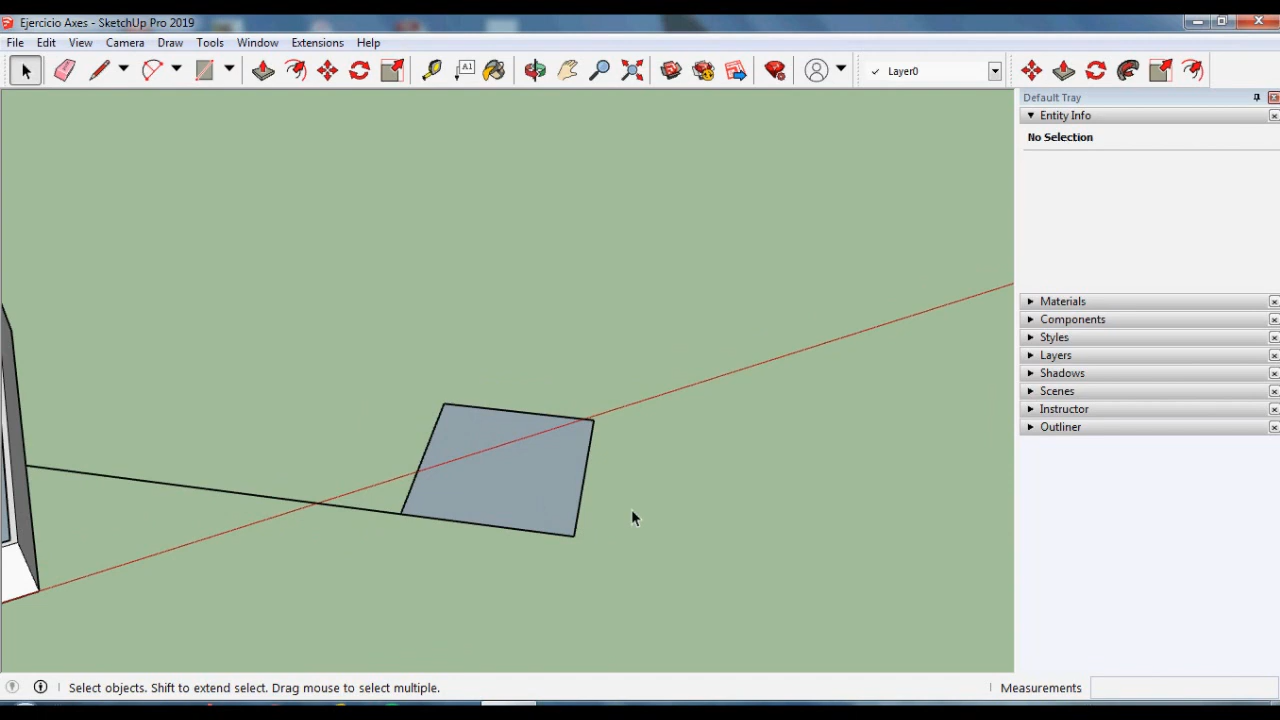 Ejercicio Axes - SketchUp Pro 2019
File Edit View Camera Draw Tools Window Extensions Help
A1
Layer0
Default Tray
Entity Info
No Selection
Materials
Components
Styles
Layers
Shadows
Scenes
Instructor
Outliner
Select objects. Shift to extend select. Drag mouse to select multiple.
Measurements